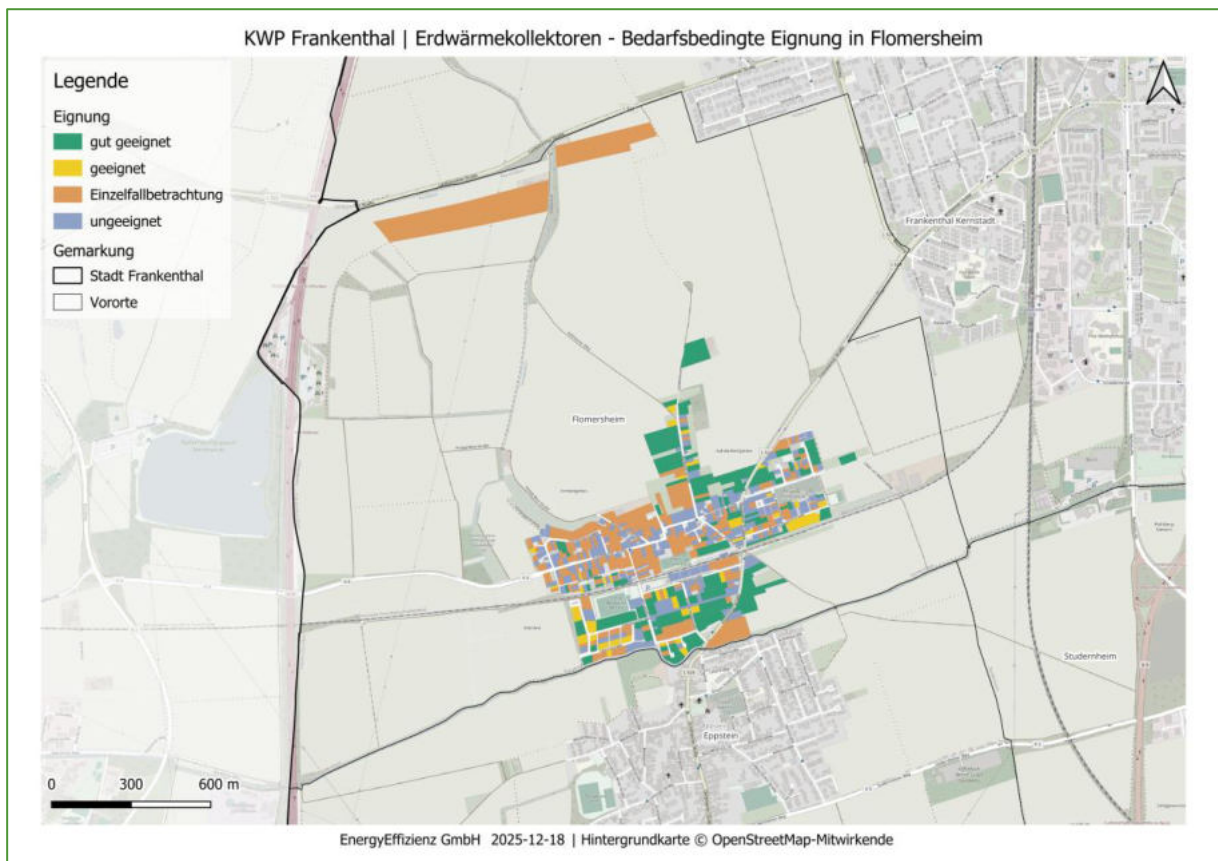 KWP Frankenthal | Erdwärmekollektoren - Bedarfsbedingte Eignung in Flomersheim
Legende
Eignung
gut geeignet
geeignet
Einzelfallbetrachtung
ungeeignet
Gemarkung
Stadt Frankenthal
Vororte
Frankenthal Kernstadt
Flomersheim
Studernheim
Eppstein
0 300 600 m
EnergyEffizienz GmbH 2025-12-18 | Hintergrundkarte © OpenStreetMap-Mitwirkende